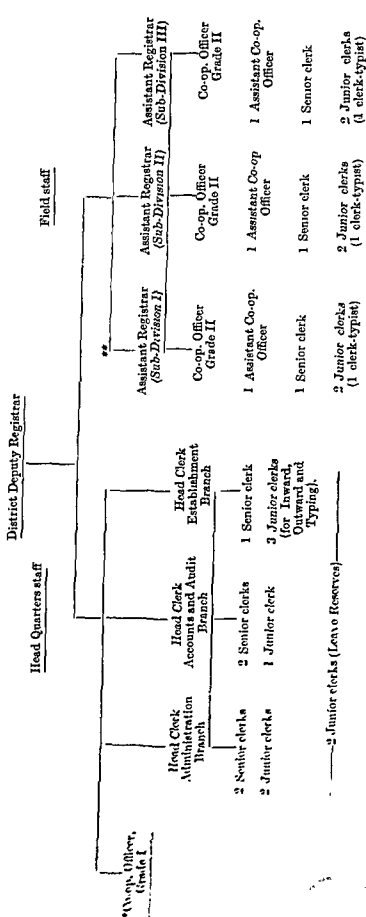 District Deputy Registrar
Head Quarters staff
Field staff
*Co-op. Officer,
Grade I
Head Clerk
Administration
Branch
2 Senior clerks
2 Junior clerks
Head Clerk
Accounts and Audit
Branch
2 Senior clerks
1 Junior clerk
Head Clerk
Establishment
Branch
1 Senior clerk
3 Junior clerks
(for Inward,
Outward and
Typing).
2 Junior clerks (Leave Reserves)
**
Assistant Registrar
(Sub-Division I)
Co-op. Officer
Grade II
1 Assistant Co-op.
Officer
1 Senior clerk
2 Junior clerks
(1 clerk-typist)
Assistant Registrar
(Sub-Division II)
Co-op. Officer
Grade II
1 Assistant Co-op
Officer
1 Senior clerk
2 Junior clerks
(1 clerk-typist)
Assistant Registrar
(Sub-Division III)
Co-op. Officer
Grade II
1 Assistant Co-op.
Officer
1 Senior clerk
2 Junior clerks
(1 clerk-typist)